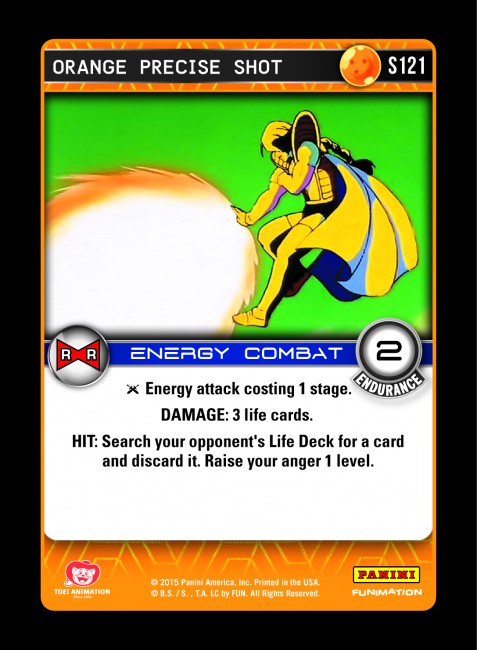 ORANGE PRECISE SHOT
S121
R R
ENERGY COMBAT
2
ENDURANCE
Energy attack costing 1 stage.
DAMAGE: 3 life cards.
HIT: Search your opponent's Life Deck for a card
and discard it. Raise your anger 1 level.
TOEI ANIMATION
© 2015 Panini America, Inc. Printed in the USA.
© B.S. / S. , T.A. LC by FUN. All Rights Reserved.
PANINI
FUNIMATION